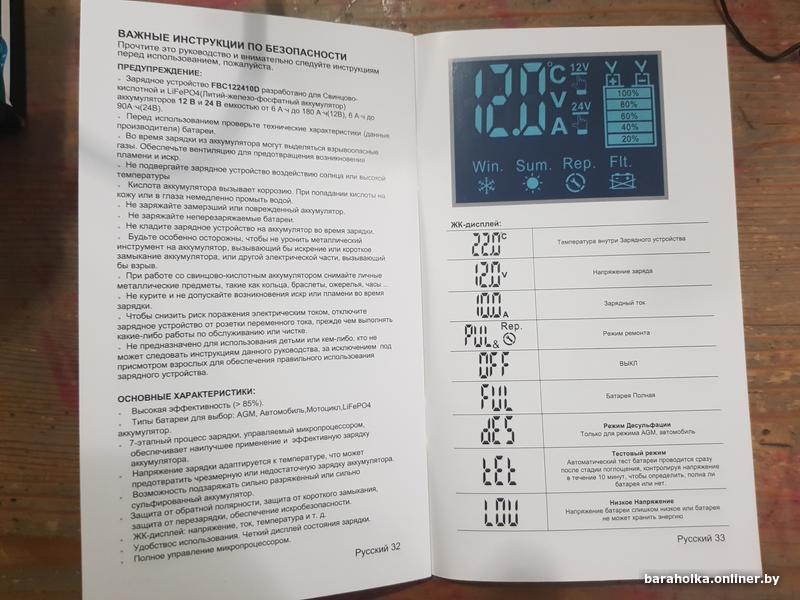 ВАЖНЫЕ ИНСТРУКЦИИ ПО БЕЗОПАСНОСТИ
Прочтите это руководство и внимательно следуйте инструкциям
перед использованием, пожалуйста.
ПРЕДУПРЕЖДЕНИЕ:
Зарядное устройство FBC122410D разработано для Свинцово-
кислотной и LiFePO4(Литий-железо-фосфатный аккумулятор)
аккумуляторов 12 В и 24 В емкостью от 6 А·ч до 180 А·ч(12В), 6 А·ч до
90А·ч(24В).
Перед использованием проверьте технические характеристики (данные
производителя) батареи.
Во время зарядки из аккумулятора могут выделяться взрывоопасные
газы. Обеспечьте вентиляцию для предотвращения возникновения
пламени и искр.
Не подвергайте зарядное устройство воздействию солнца или высокой
температуры
Кислота аккумулятора вызывает коррозию. При попадании кислоты на
кожу или в глаза немедленно промыть водой.
Не заряжайте замерзший или поврежденный аккумулятор.
Не заряжайте неперезаряжаемые батареи.
Не кладите зарядное устройство на аккумулятор во время зарядки.
Будьте особенно осторожны, чтобы не уронить металлический
инструмент на аккумулятор, вызывающий бы искрение или короткое
замыкание аккумулятора, или другой электрической части, вызывающий
бы взрыв.
При работе со свинцово-кислотным аккумулятором снимайте личные
металлические предметы, такие как кольца, браслеты, ожерелья, часы ...
Не курите и не допускайте возникновения искр или пламени во время
зарядки.
Чтобы снизить риск поражения электрическим током, отключите
зарядное устройство от розетки переменного тока, прежде чем выполнять
какие-либо работы по обслуживанию или чистке.
Не предназначено для использования детьми или кем-либо, кто не
может следовать инструкциям данного руководства, за исключением под
присмотром взрослых для обеспечения правильного использования
зарядного устройства.
ОСНОВНЫЕ ХАРАКТЕРИСТИКИ:
Высокая эффективность (> 85%).
Типы батареи для выбор: AGM, Автомобиль,Мотоцикл,LiFePO4
аккумулятор.
7-этапный процесс зарядки, управляемый микропроцессором,
обеспечивает наилучшее применение и эффективную зарядку
аккумулятора.
Напряжение зарядки адаптируется к температуре, что может
предотвратить чрезмерную или недостаточную зарядку аккумулятора.
Возможность подзаряжать сильно разряженный или сильно
сульфированный аккумулятор.
Защита от обратной полярности, защита от короткого замыкания,
защита от перезарядки, обеспечение искробезопасности.
ЖК-дисплей: напряжение, ток, температура и т. д.
Удобство использования. Четкий дисплей состояния зарядки.
Полное управление микропроцессором.
Русский 32
12.0 °C 12V
12.0 V 24V
A
+ -
100%
80%
60%
40%
20%
Win. Sum. Rep. Flt.
ЖК-дисплей:
22.0 C Температура внутри Зарядного устройства
12.0 V Напряжение заряда
10.0 A Зарядный ток
PUL & Rep. Режим ремонта
OFF ВЫКЛ
FUL Батарея Полная
dES Режим Десульфации
Только для режима AGM, автомобиль
tEt Тестовый режим
Автоматический тест батареи проводится сразу
после стадии поглощения, контролируя напряжение
в течение 10 минут, чтобы определить, полна ли
батарея или нет.
LOU Низкое Напряжение
Напряжение батареи слишком низкое или батарея
не может хранить энергию
Русский 33
baraholka.onliner.by